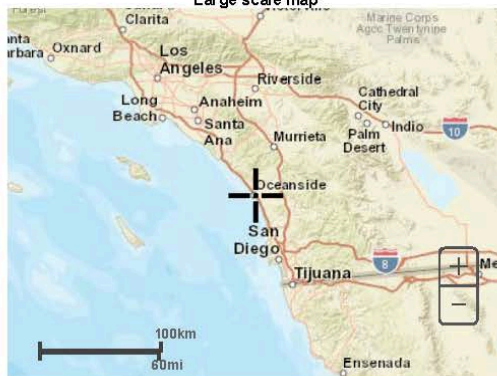 Large scale map
Clarita
Marine Corps
Agcc Twentynine
Palms
Oxnard
Los
Angeles
Riverside
Cathedral
City
Long
Beach
Anaheim
Santa
Ana
Palm
Desert
Indio
10
Murrieta
Oceanside
San
Diego
8
Tijuana
+
−
100km
60mi
Ensenada